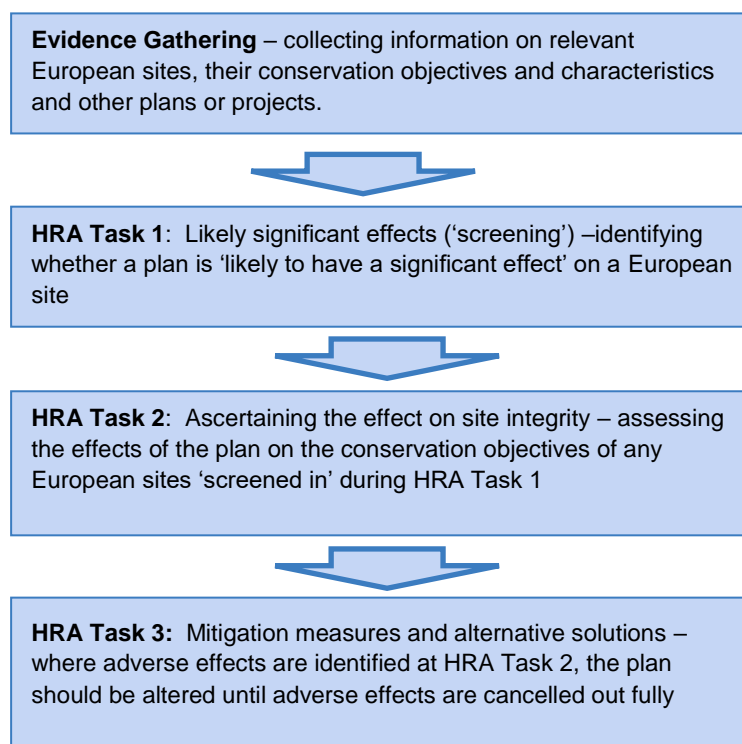 Evidence Gathering – collecting information on relevant
European sites, their conservation objectives and characteristics
and other plans or projects.
HRA Task 1:  Likely significant effects (‘screening’) –identifying
whether a plan is ‘likely to have a significant effect’ on a European
site
HRA Task 2:  Ascertaining the effect on site integrity – assessing
the effects of the plan on the conservation objectives of any
European sites ‘screened in’ during HRA Task 1
HRA Task 3:  Mitigation measures and alternative solutions –
where adverse effects are identified at HRA Task 2, the plan
should be altered until adverse effects are cancelled out fully